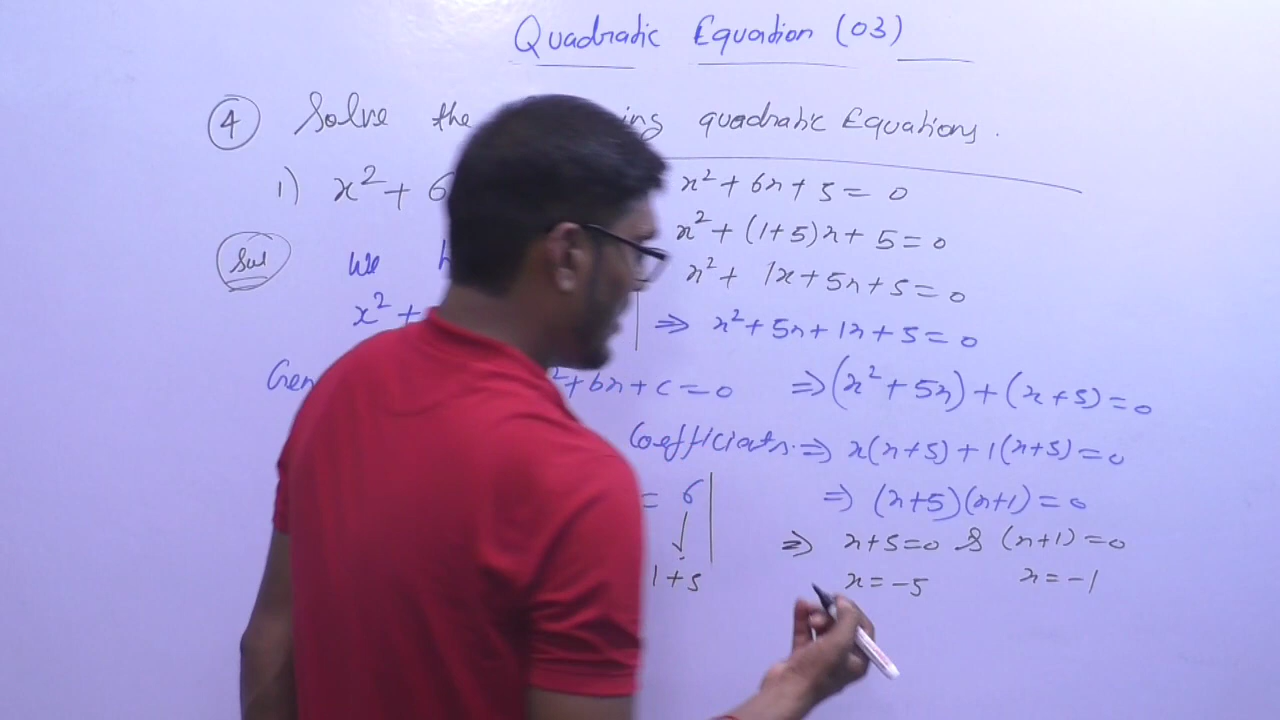 Quadratic Equation (03)
4 Solve the ing quadratic Equations.
1) x² + 6
Sol We h
x² +
Gen ²+bx+c=0
Coefficients.
= 6
↓
1+5
x² + 6x + 5 = 0
x² + (1+5)x + 5 = 0
x² + 1x + 5x + 5 = 0
⇒ x² + 5x + 1x + 5 = 0
⇒ (x² + 5x) + (x + 5) = 0
⇒ x(x+5) + 1(x+5) = 0
⇒ (x+5)(x+1) = 0
⇒ x+5=0 & (x+1) = 0
x = -5 x = -1